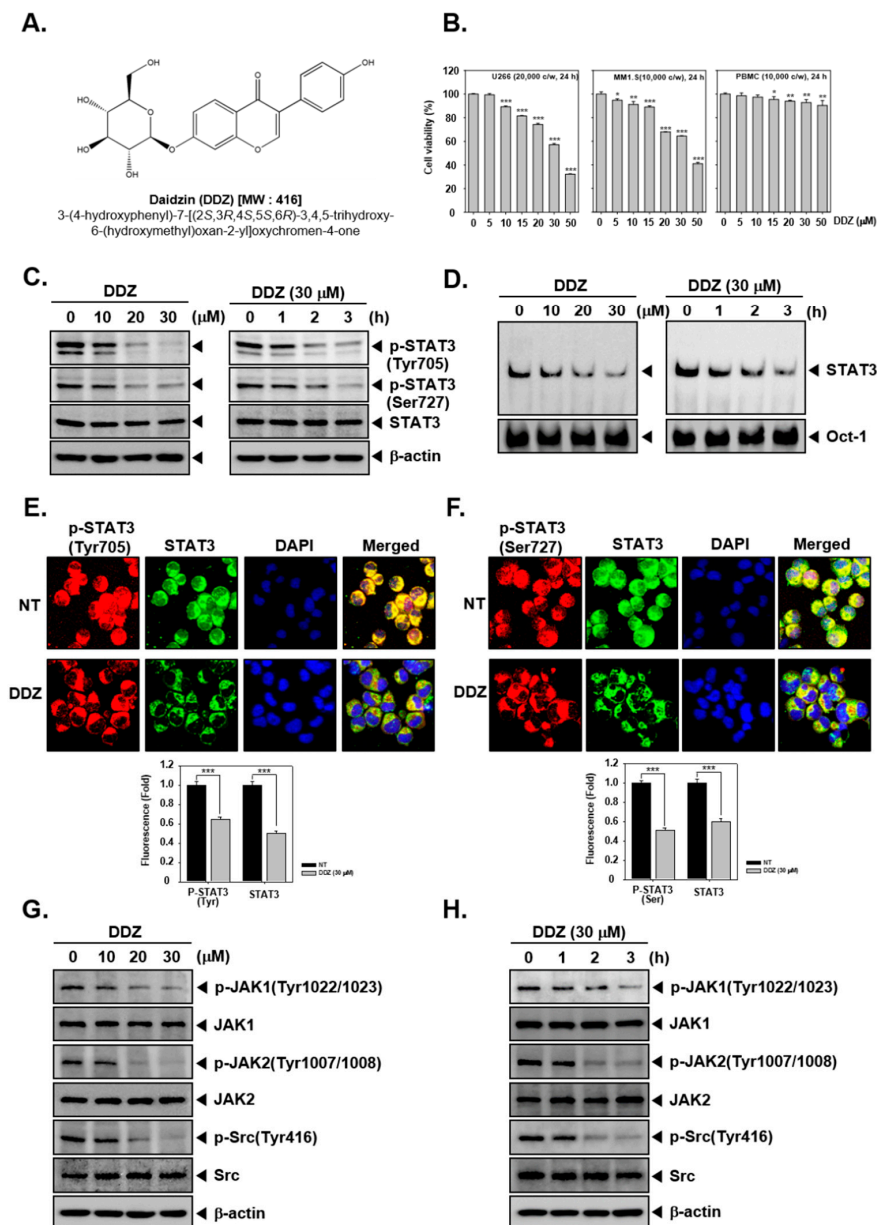 A.
OH
HO
O
HO
O
OH
O
O
OH
OH
Daidzin (DDZ) [MW : 416]
3-(4-hydroxyphenyl)-7-[(2S,3R,4S,5S,6R)-3,4,5-trihydroxy-
6-(hydroxymethyl)oxan-2-yl]oxychromen-4-one
B.
Cell viability (%)
120
100
80
60
40
20
0
U266 (20,000 c/w, 24 h)
*** *** *** *** ***
0 5 10 15 20 30 50
MM1.S(10,000 c/w), 24 h
* ** *** *** *** ***
0 5 10 15 20 30 50
PBMC (10,000 c/w), 24 h
* ** ** **
0 5 10 15 20 30 50
DDZ (μM)
C.
DDZ
0 10 20 30 (μM)
DDZ (30 μM)
0 1 2 3 (h)
p-STAT3
(Tyr705)
p-STAT3
(Ser727)
STAT3
β-actin
D.
DDZ
0 10 20 30 (μM)
DDZ (30 μM)
0 1 2 3 (h)
STAT3
Oct-1
E.
p-STAT3
(Tyr705) STAT3 DAPI Merged
NT
DDZ
Fluorescence (Fold)
1.2
1.0
0.8
0.6
0.4
0.2
0
*** ***
P-STAT3
(Tyr)
STAT3
NT
DDZ (30 μM)
F.
p-STAT3
(Ser727) STAT3 DAPI Merged
NT
DDZ
Fluorescence (Fold)
1.2
1.0
0.8
0.6
0.4
0.2
0
*** ***
P-STAT3
(Ser)
STAT3
NT
DDZ (30 μM)
G.
DDZ
0 10 20 30 (μM)
p-JAK1(Tyr1022/1023)
JAK1
p-JAK2(Tyr1007/1008)
JAK2
p-Src(Tyr416)
Src
β-actin
H.
DDZ (30 μM)
0 1 2 3 (h)
p-JAK1(Tyr1022/1023)
JAK1
p-JAK2(Tyr1007/1008)
JAK2
p-Src(Tyr416)
Src
β-actin